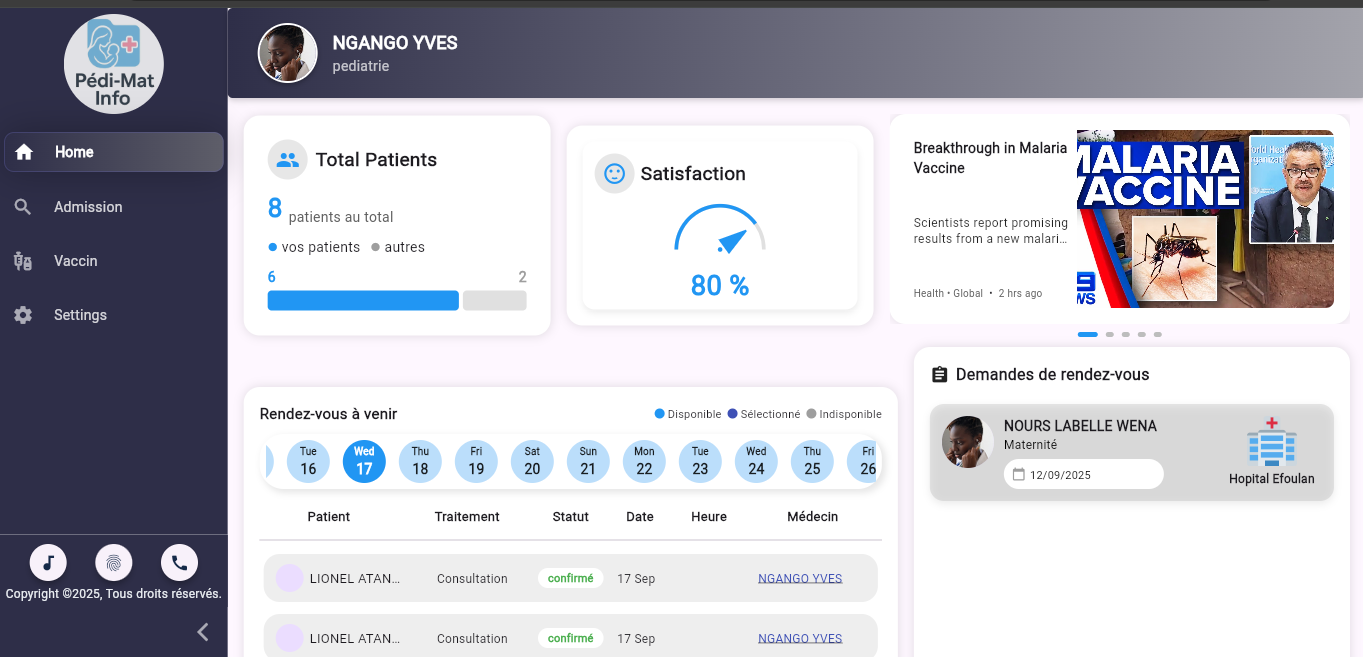 Pédi-Mat
Info
Home
Admission
Vaccin
Settings
Copyright ©2025, Tous droits réservés.
NGANGO YVES
pediatrie
Total Patients
8 patients au total
vos patients autres
6 2
Satisfaction
80 %
Breakthrough in Malaria
Vaccine
Scientists report promising
results from a new malari...
Health • Global • 2 hrs ago
MALARIA
VACCINE
9
WS
Rendez-vous à venir
Disponible Sélectionné Indisponible
Tue Wed Thu Fri Sat Sun Mon Tue Wed Thu Fri
16 17 18 19 20 21 22 23 24 25 26
Patient Traitement Statut Date Heure Médecin
LIONEL ATAN... Consultation confirmé 17 Sep NGANGO YVES
LIONEL ATAN... Consultation confirmé 17 Sep NGANGO YVES
Demandes de rendez-vous
NOURS LABELLE WENA
Maternité
12/09/2025
Hopital Efoulan